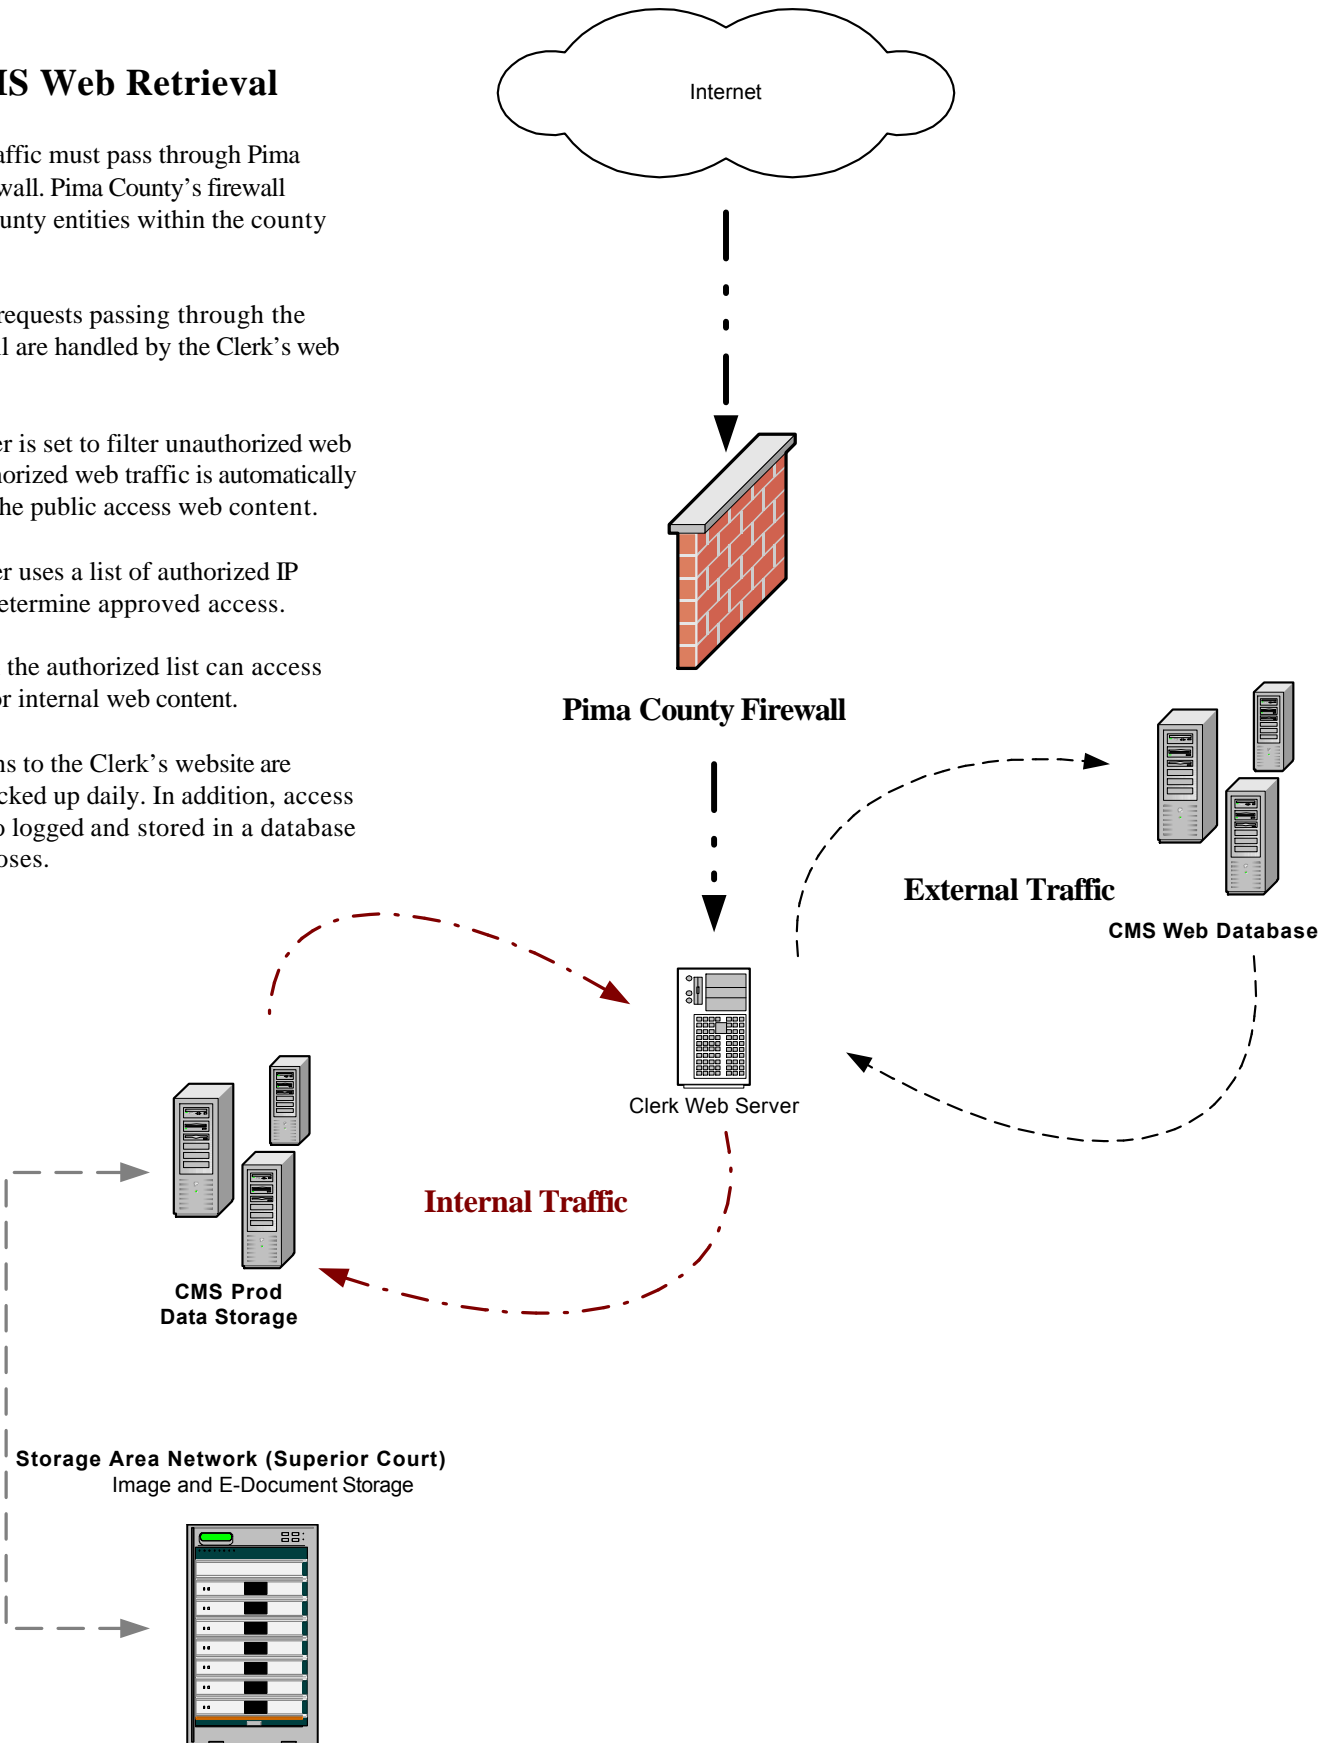 MS Web Retrieval
affic must pass through Pima
wall. Pima County's firewall
ounty entities within the county
requests passing through the
ll are handled by the Clerk's web
er is set to filter unauthorized web
horized web traffic is automatically
the public access web content.
er uses a list of authorized IP
etermine approved access.
the authorized list can access
or internal web content.
ns to the Clerk's website are
cked up daily. In addition, access
o logged and stored in a database
oses.
Internet
Pima County Firewall
External Traffic
CMS Web Database
Clerk Web Server
Internal Traffic
CMS Prod
Data Storage
Storage Area Network (Superior Court)
Image and E-Document Storage